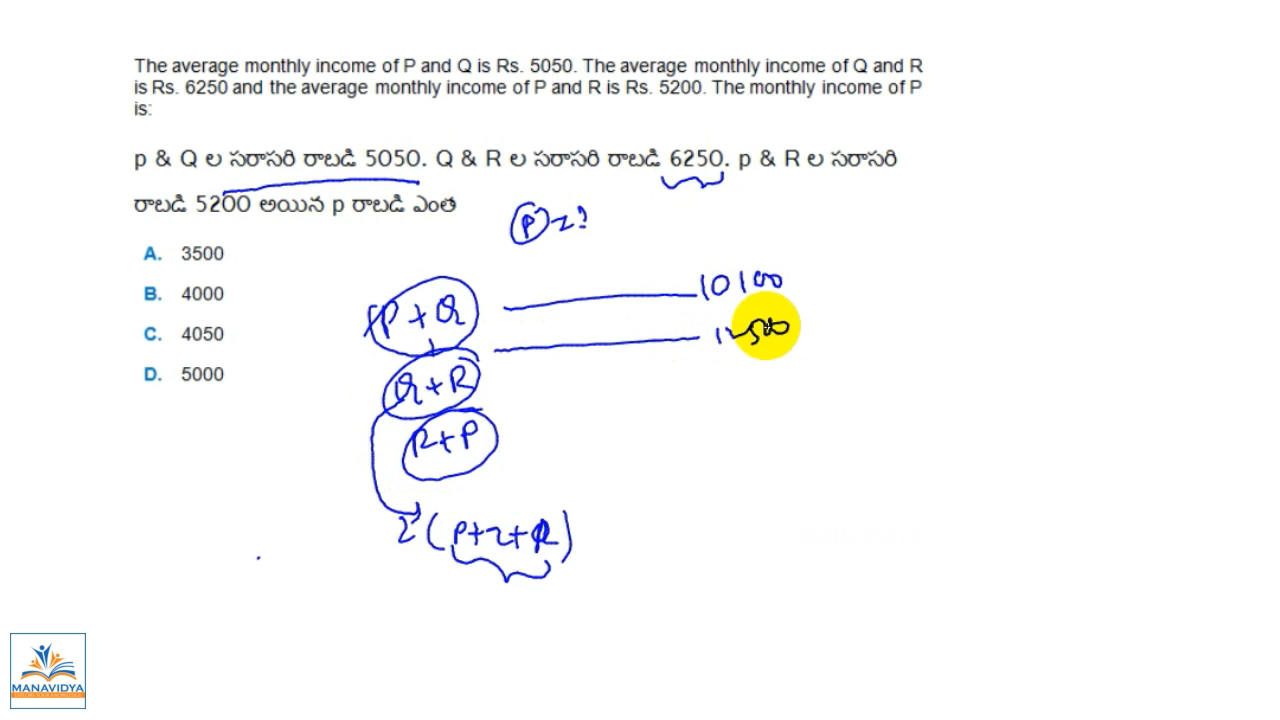 The average monthly income of P and Q is Rs. 5050. The average monthly income of Q and R
is Rs. 6250 and the average monthly income of P and R is Rs. 5200. The monthly income of P
is:
p & Q ల సరాసరి రాబడి 5050. Q & R ల సరాసరి రాబడి 6250. p & R ల సరాసరి
రాబడి 5200 అయిన p రాబడి ఎంత
P = ?
A. 3500
B. 4000
C. 4050
D. 5000
P + Q 10100
Q + R 12500
R + P
2 (P + Q + R)
MANAVIDYA